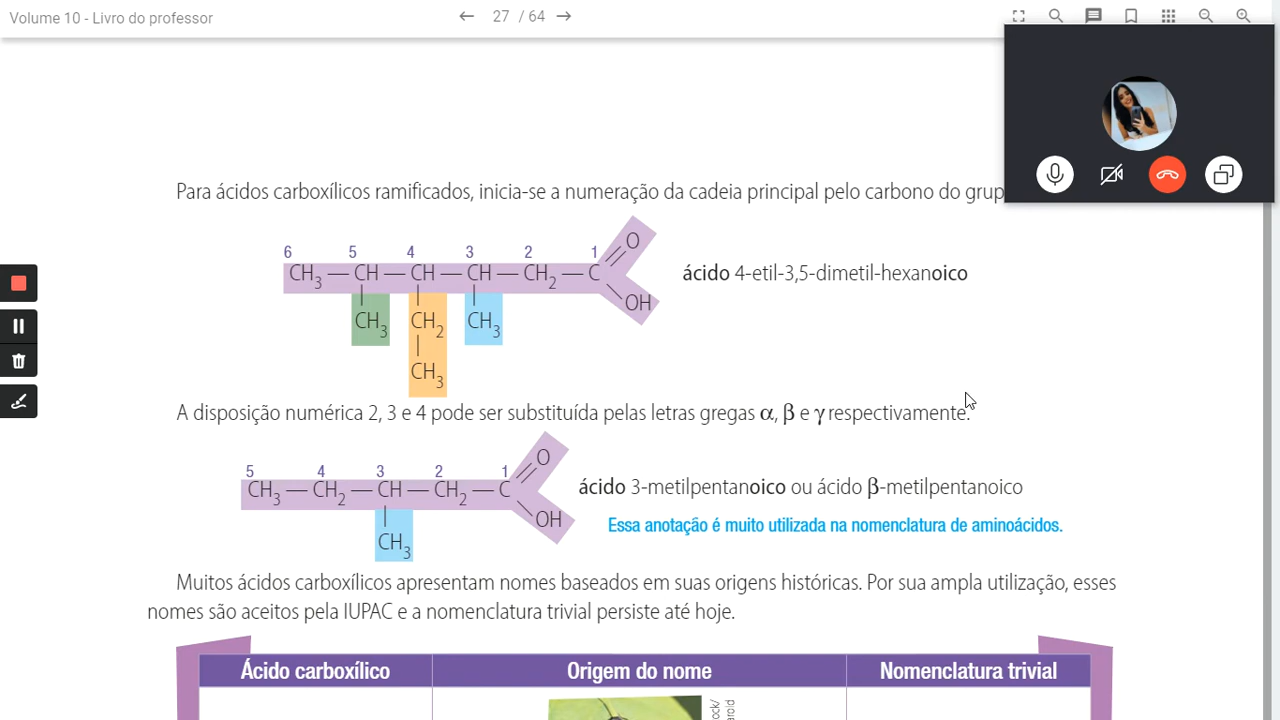 Volume 10 - Livro do professor
27 / 64
Para ácidos carboxílicos ramificados, inicia-se a numeração da cadeia principal pelo carbono do grup
6 5 4 3 2 1
O
CH3 — CH — CH — CH — CH2 — C
ácido 4-etil-3,5-dimetil-hexanoico
OH
CH3 CH2 CH3
CH3
A disposição numérica 2, 3 e 4 pode ser substituída pelas letras gregas α, β e γ respectivamente.
5 4 3 2 1
O
CH3 — CH2 — CH — CH2 — C
ácido 3-metilpentanoico ou ácido β-metilpentanoico
OH
Essa anotação é muito utilizada na nomenclatura de aminoácidos.
CH3
Muitos ácidos carboxílicos apresentam nomes baseados em suas origens históricas. Por sua ampla utilização, esses
nomes são aceitos pela IUPAC e a nomenclatura trivial persiste até hoje.
Ácido carboxílico Origem do nome Nomenclatura trivial